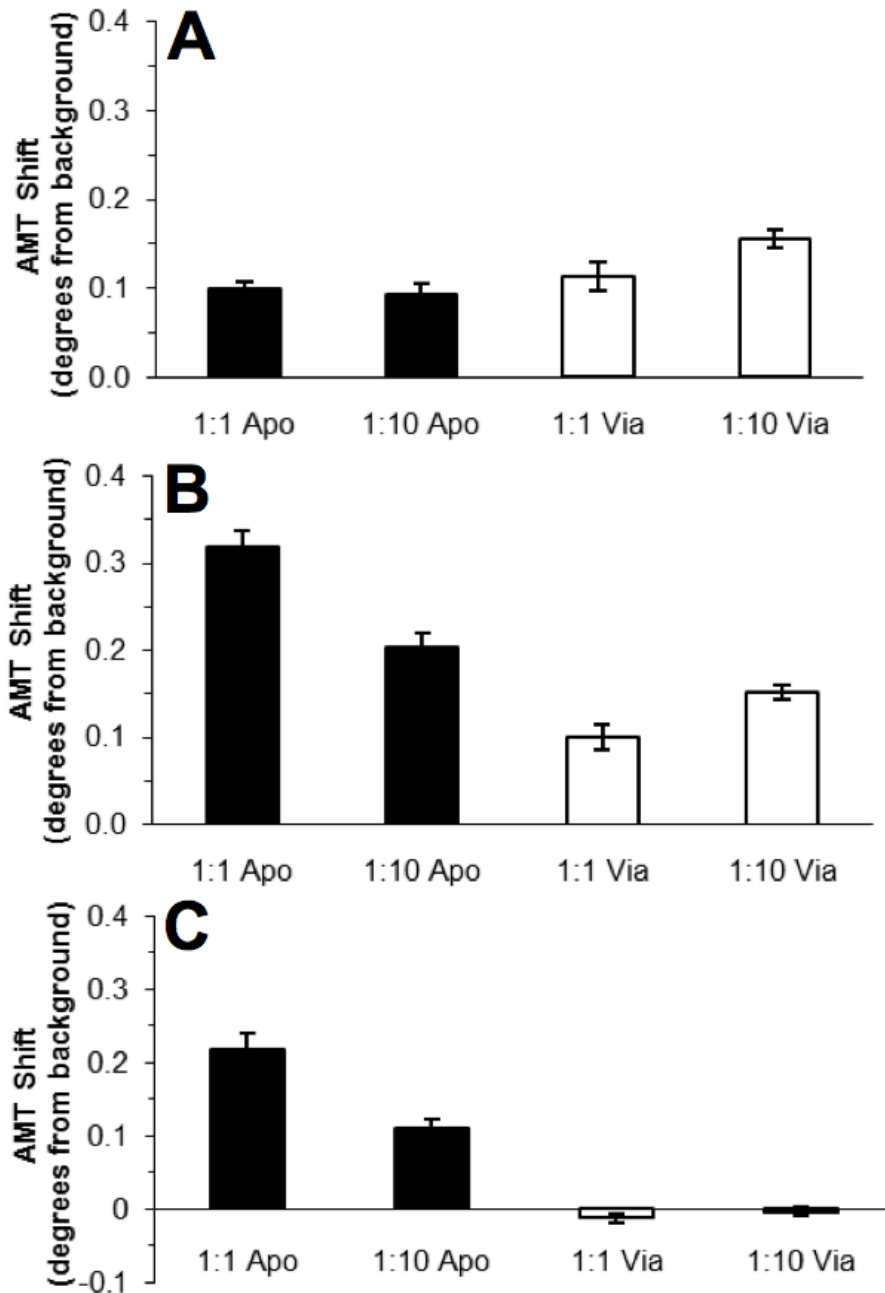 A
AMT Shift
(degrees from background)
0.4
0.3
0.2
0.1
0.0
1:1 Apo 1:10 Apo 1:1 Via 1:10 Via
B
AMT Shift
(degrees from background)
0.4
0.3
0.2
0.1
0.0
1:1 Apo 1:10 Apo 1:1 Via 1:10 Via
C
AMT Shift
(degrees from background)
0.4
0.3
0.2
0.1
0
-0.1
1:1 Apo 1:10 Apo 1:1 Via 1:10 Via